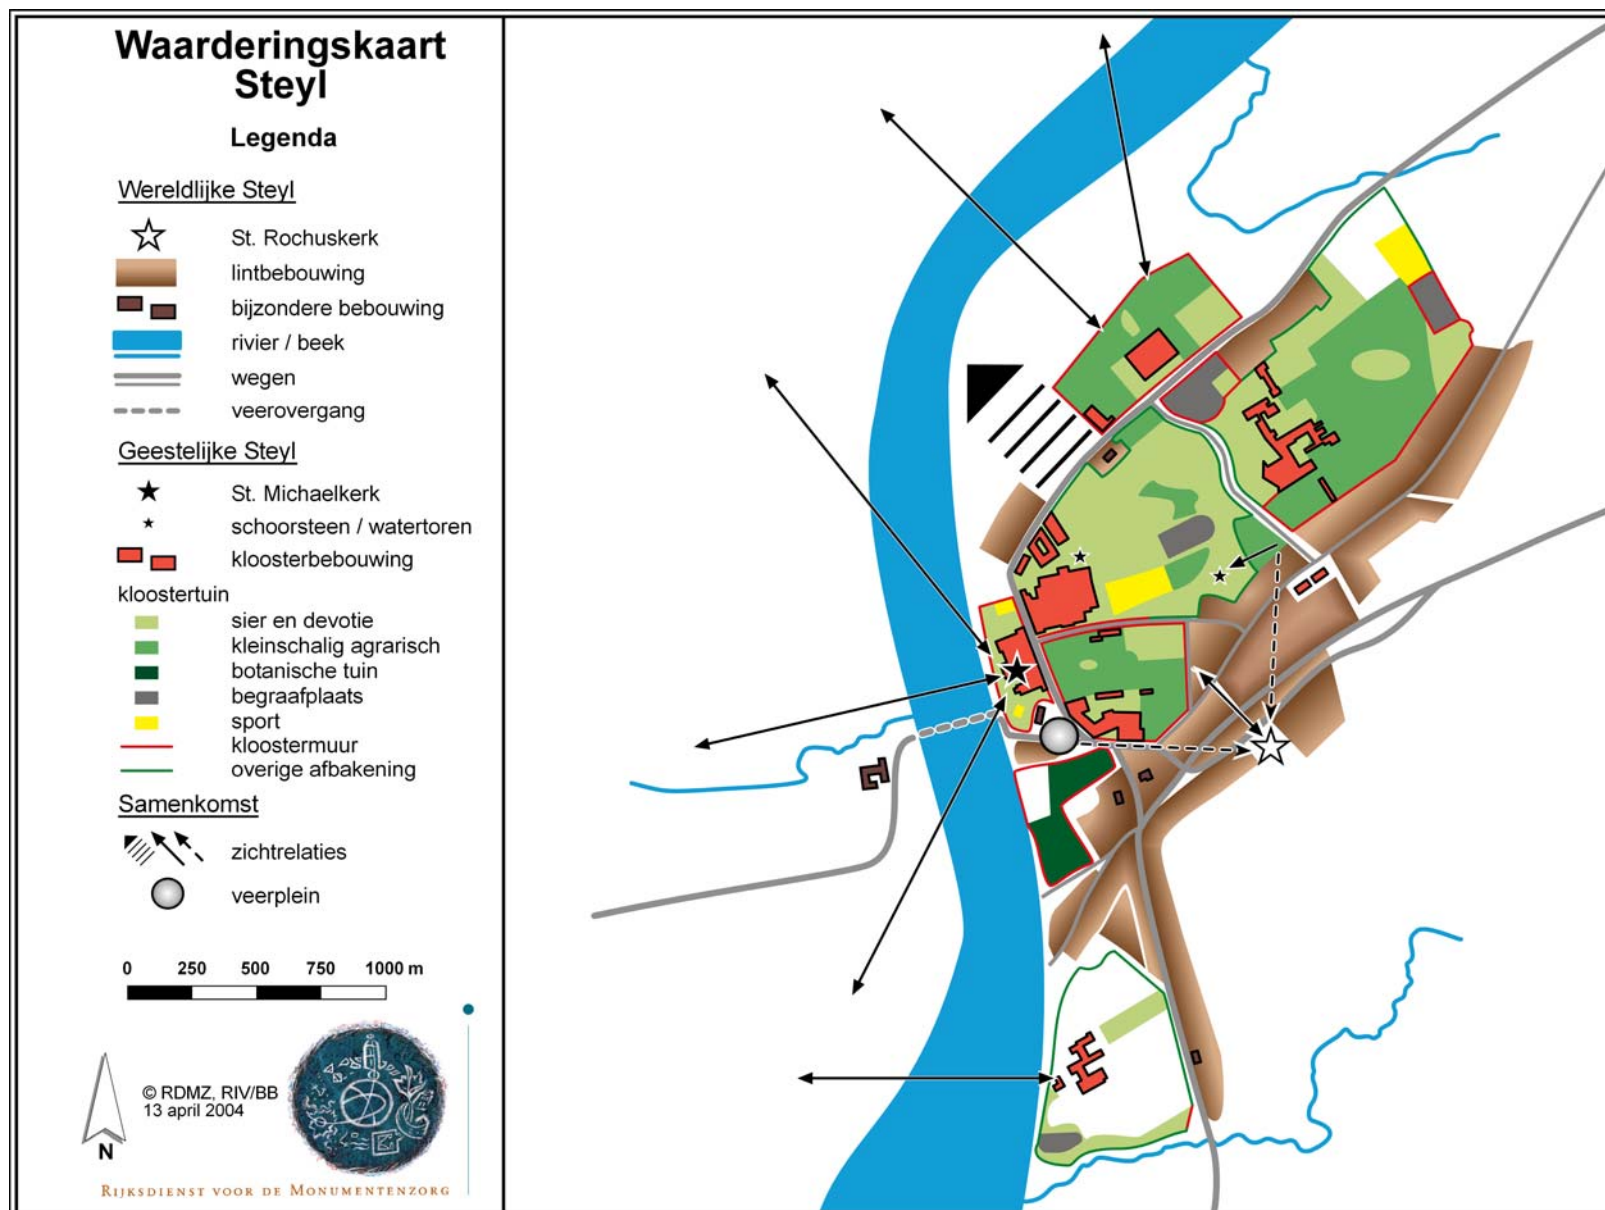 Waarderingskaart
Steyl
Legenda
Wereldlijke Steyl
St. Rochuskerk
lintbebouwing
bijzondere bebouwing
rivier / beek
wegen
veerovergang
Geestelijke Steyl
St. Michaelkerk
schoorsteen / watertoren
kloosterbebouwing
kloostertuin
sier en devotie
kleinschalig agrarisch
botanische tuin
begraafplaats
sport
kloostermuur
overige afbakening
Samenkomst
zichtrelaties
veerplein
0 250 500 750 1000 m
© RDMZ, RIV/BB
13 april 2004
N
RIJKSDIENST VOOR DE MONUMENTENZORG